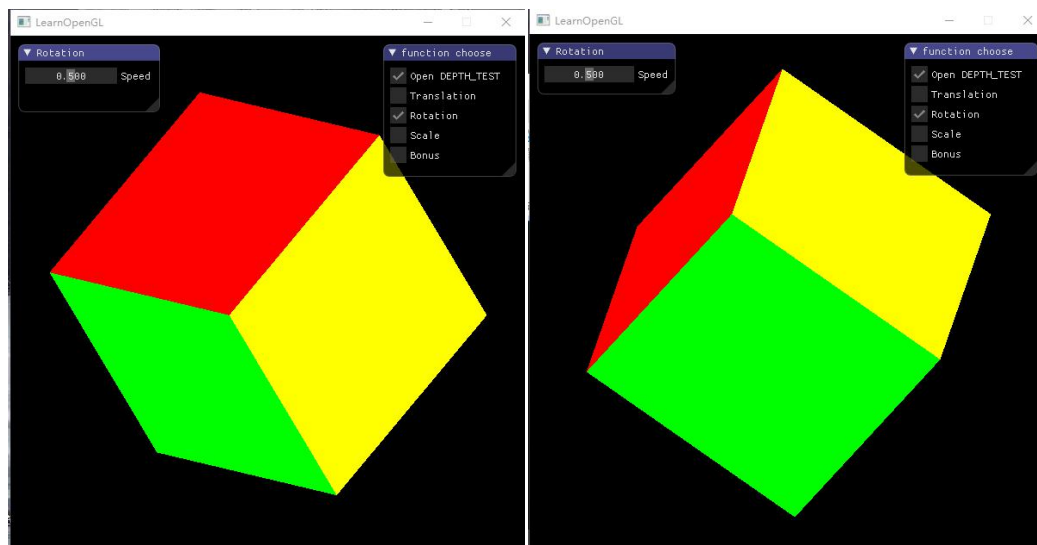 LearnOpenGL
▼ Rotation
0.500 Speed
▼ function choose
Open DEPTH_TEST
Translation
Rotation
Scale
Bonus
LearnOpenGL
▼ Rotation
0.500 Speed
▼ function choose
Open DEPTH_TEST
Translation
Rotation
Scale
Bonus